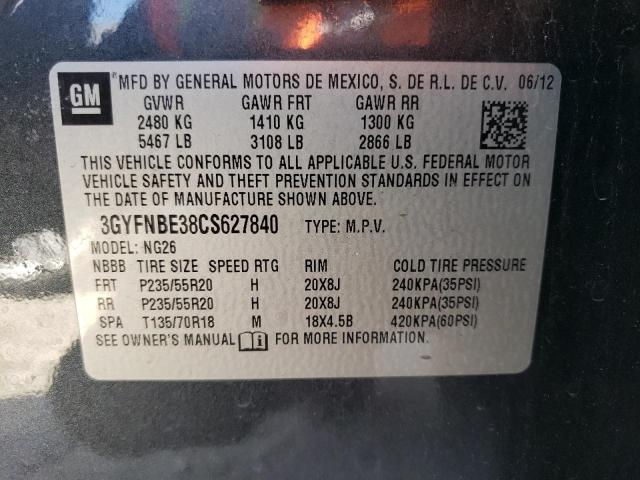 GM
®MFD BY GENERAL MOTORS DE MEXICO, S. DE R.L. DE C.V. 06/12
GVWR GAWR FRT GAWR RR
2480 KG 1410 KG 1300 KG
5467 LB 3108 LB 2866 LB
THIS VEHICLE CONFORMS TO ALL APPLICABLE U.S. FEDERAL MOTOR
VEHICLE SAFETY AND THEFT PREVENTION STANDARDS IN EFFECT ON
THE DATE OF MANUFACTURE SHOWN ABOVE.
3GYFNBE38CS627840 TYPE: M.P.V.
MODEL: NG26
NBBB TIRE SIZE SPEED RTG RIM COLD TIRE PRESSURE
FRT P235/55R20 H 20X8J 240KPA(35PSI)
RR P235/55R20 H 20X8J 240KPA(35PSI)
SPA T135/70R18 M 18X4.5B 420KPA(60PSI)
SEE OWNER'S MANUAL i FOR MORE INFORMATION.